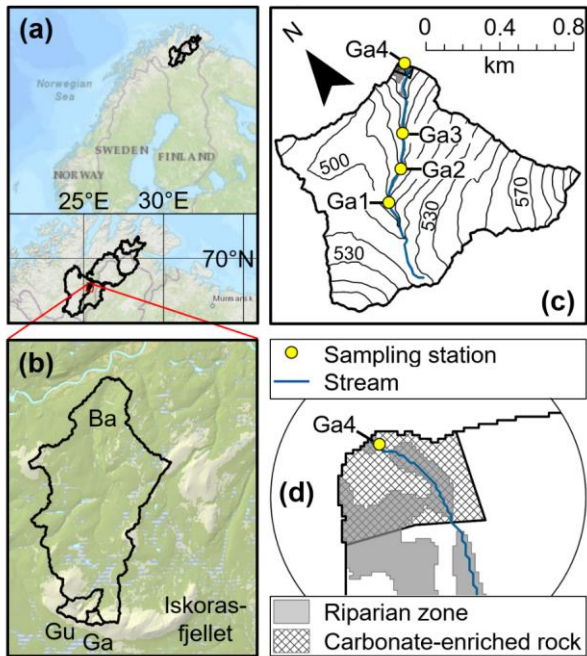 (a)
Norwegian
Sea
SWEDEN
FINLAND
NORWAY
25°E 30°E
70°N
Murmansk
(b)
Ba
Gu
Ga
Iskoras-
fjellet
N
0 0.4 0.8
km
Ga4
Ga3
Ga2
Ga1
500
530
570
530
(c)
Sampling station
Stream
Ga4
(d)
Riparian zone
Carbonate-enriched rock